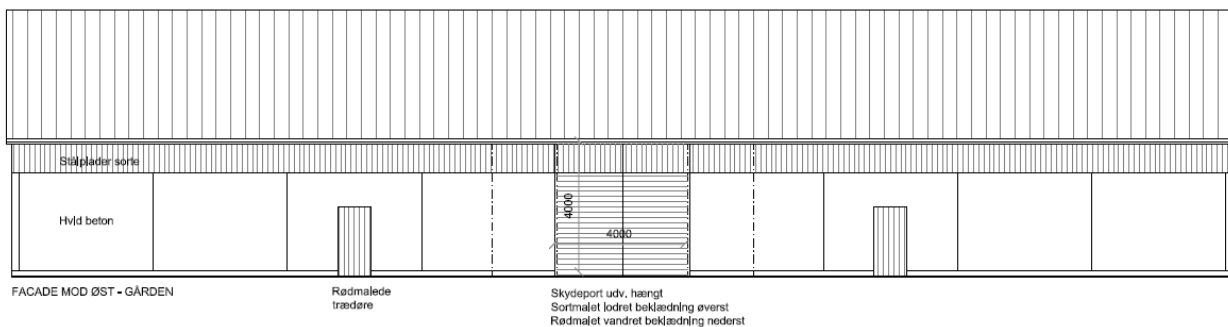 Stålplader sorte
Hvid beton
4000
4000
FACADE MOD ØST - GÅRDEN
Rødmalede
trædøre
Skydeport udv. hængt
Sortmalet lodret beklædning øverst
Rødmalet vandret beklædning nederst